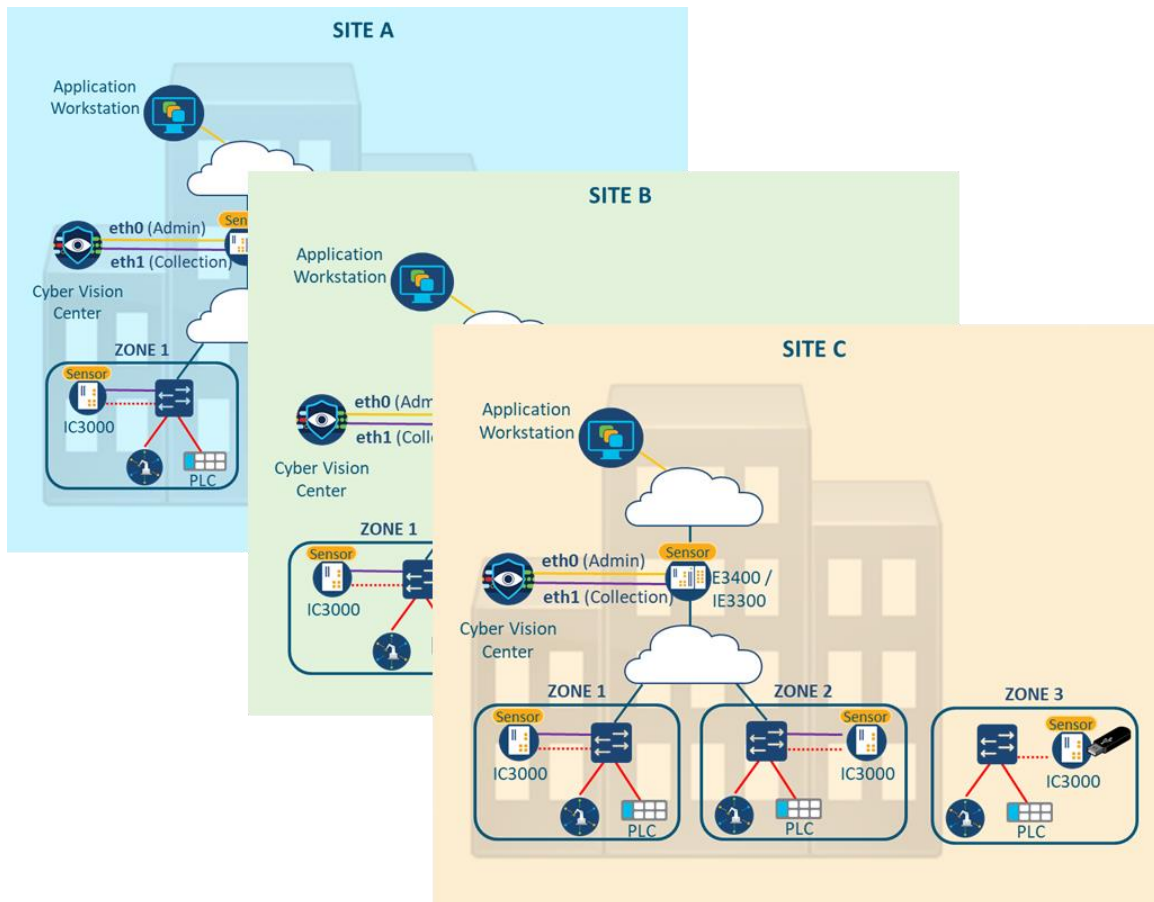 SITE A
Application
Workstation
eth0 (Admin)
eth1 (Collection)
Cyber Vision
Center
ZONE 1
Sensor
IC3000
PLC
SITE B
Application
Workstation
eth0
eth1
Cyber Vision
Center
ZONE 1
Sensor
IC3000
SITE C
Application
Workstation
Sensor
eth0 (Admin)
eth1 (Collection)
E3400 /
IE3300
Cyber Vision
Center
ZONE 1
Sensor
IC3000
PLC
ZONE 2
Sensor
IC3000
PLC
ZONE 3
Sensor
IC3000
PLC